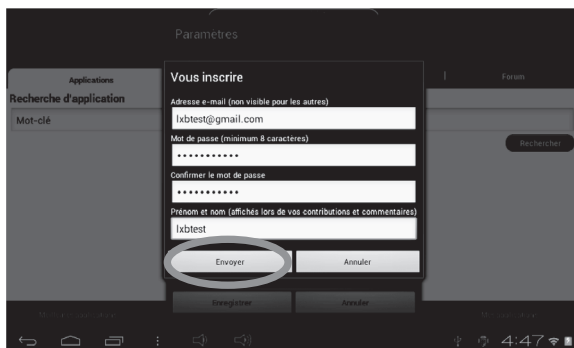 Paramètres
Applications
Forum
Recherche d'application
Mot-clé
Rechercher
Vous inscrire
Adresse e-mail (non visible pour les autres)
lxbtest@gmail.com
Mot de passe (minimum 8 caractères)
•••••••••••
Confirmer le mot de passe
•••••••••••
Prénom et nom (affichés lors de vos contributions et commentaires)
lxbtest
Envoyer
Annuler
Enregistrer
Annuler
4:47